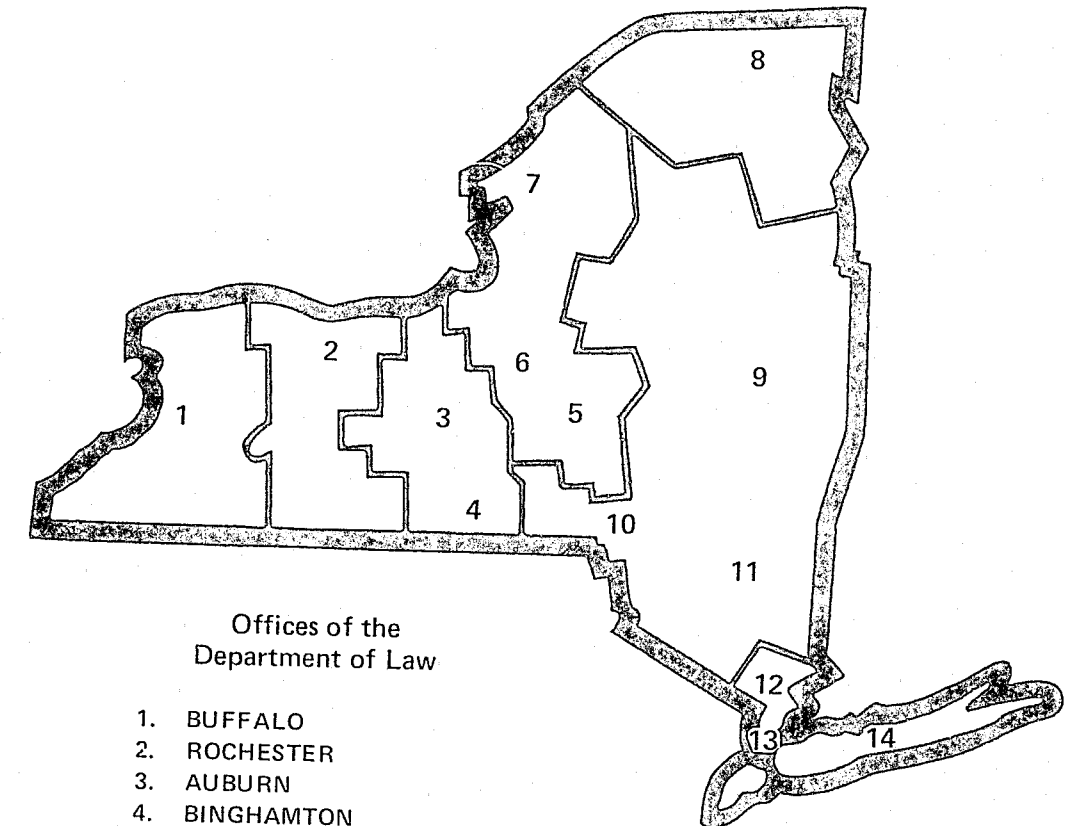 8
7
2
6
9
1
3
5
4
10
11
12
13
14
Offices of the
Department of Law
1. BUFFALO
2. ROCHESTER
3. AUBURN
4. BINGHAMTON